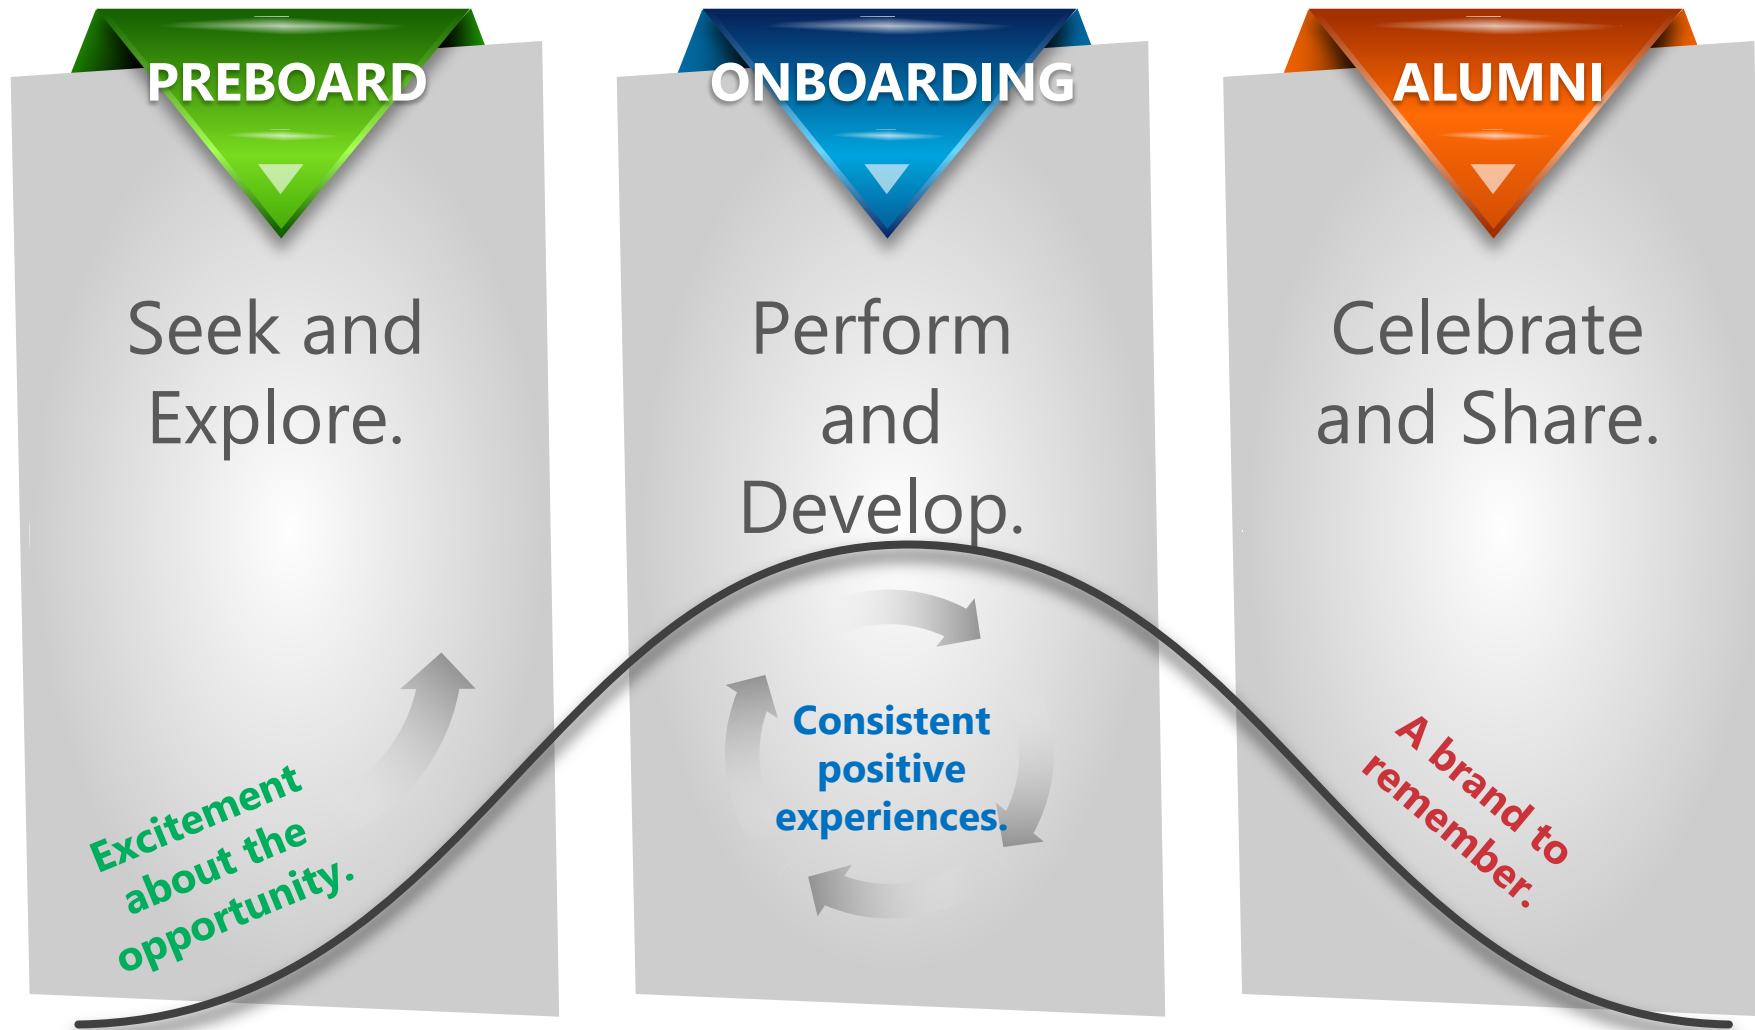 PREBOARD
Seek and
Explore.
Excitement
about the
opportunity.
ONBOARDING
Perform
and
Develop.
Consistent
positive
experiences.
ALUMNI
Celebrate
and Share.
A brand to
remember.